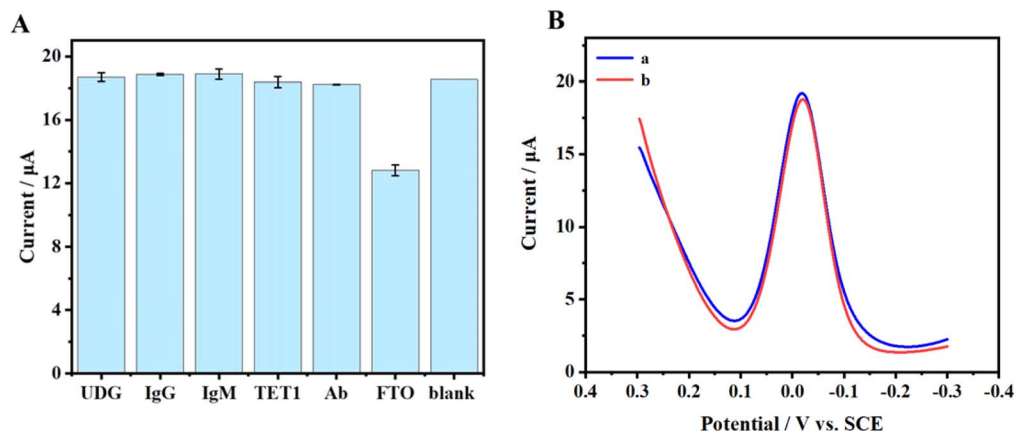 A
Current / μA
20
16
12
8
4
0
UDG IgG IgM TET1 Ab FTO blank
B
Current / μA
20
15
10
5
0
a
b
0.4 0.3 0.2 0.1 0.0 -0.1 -0.2 -0.3 -0.4
Potential / V vs. SCE